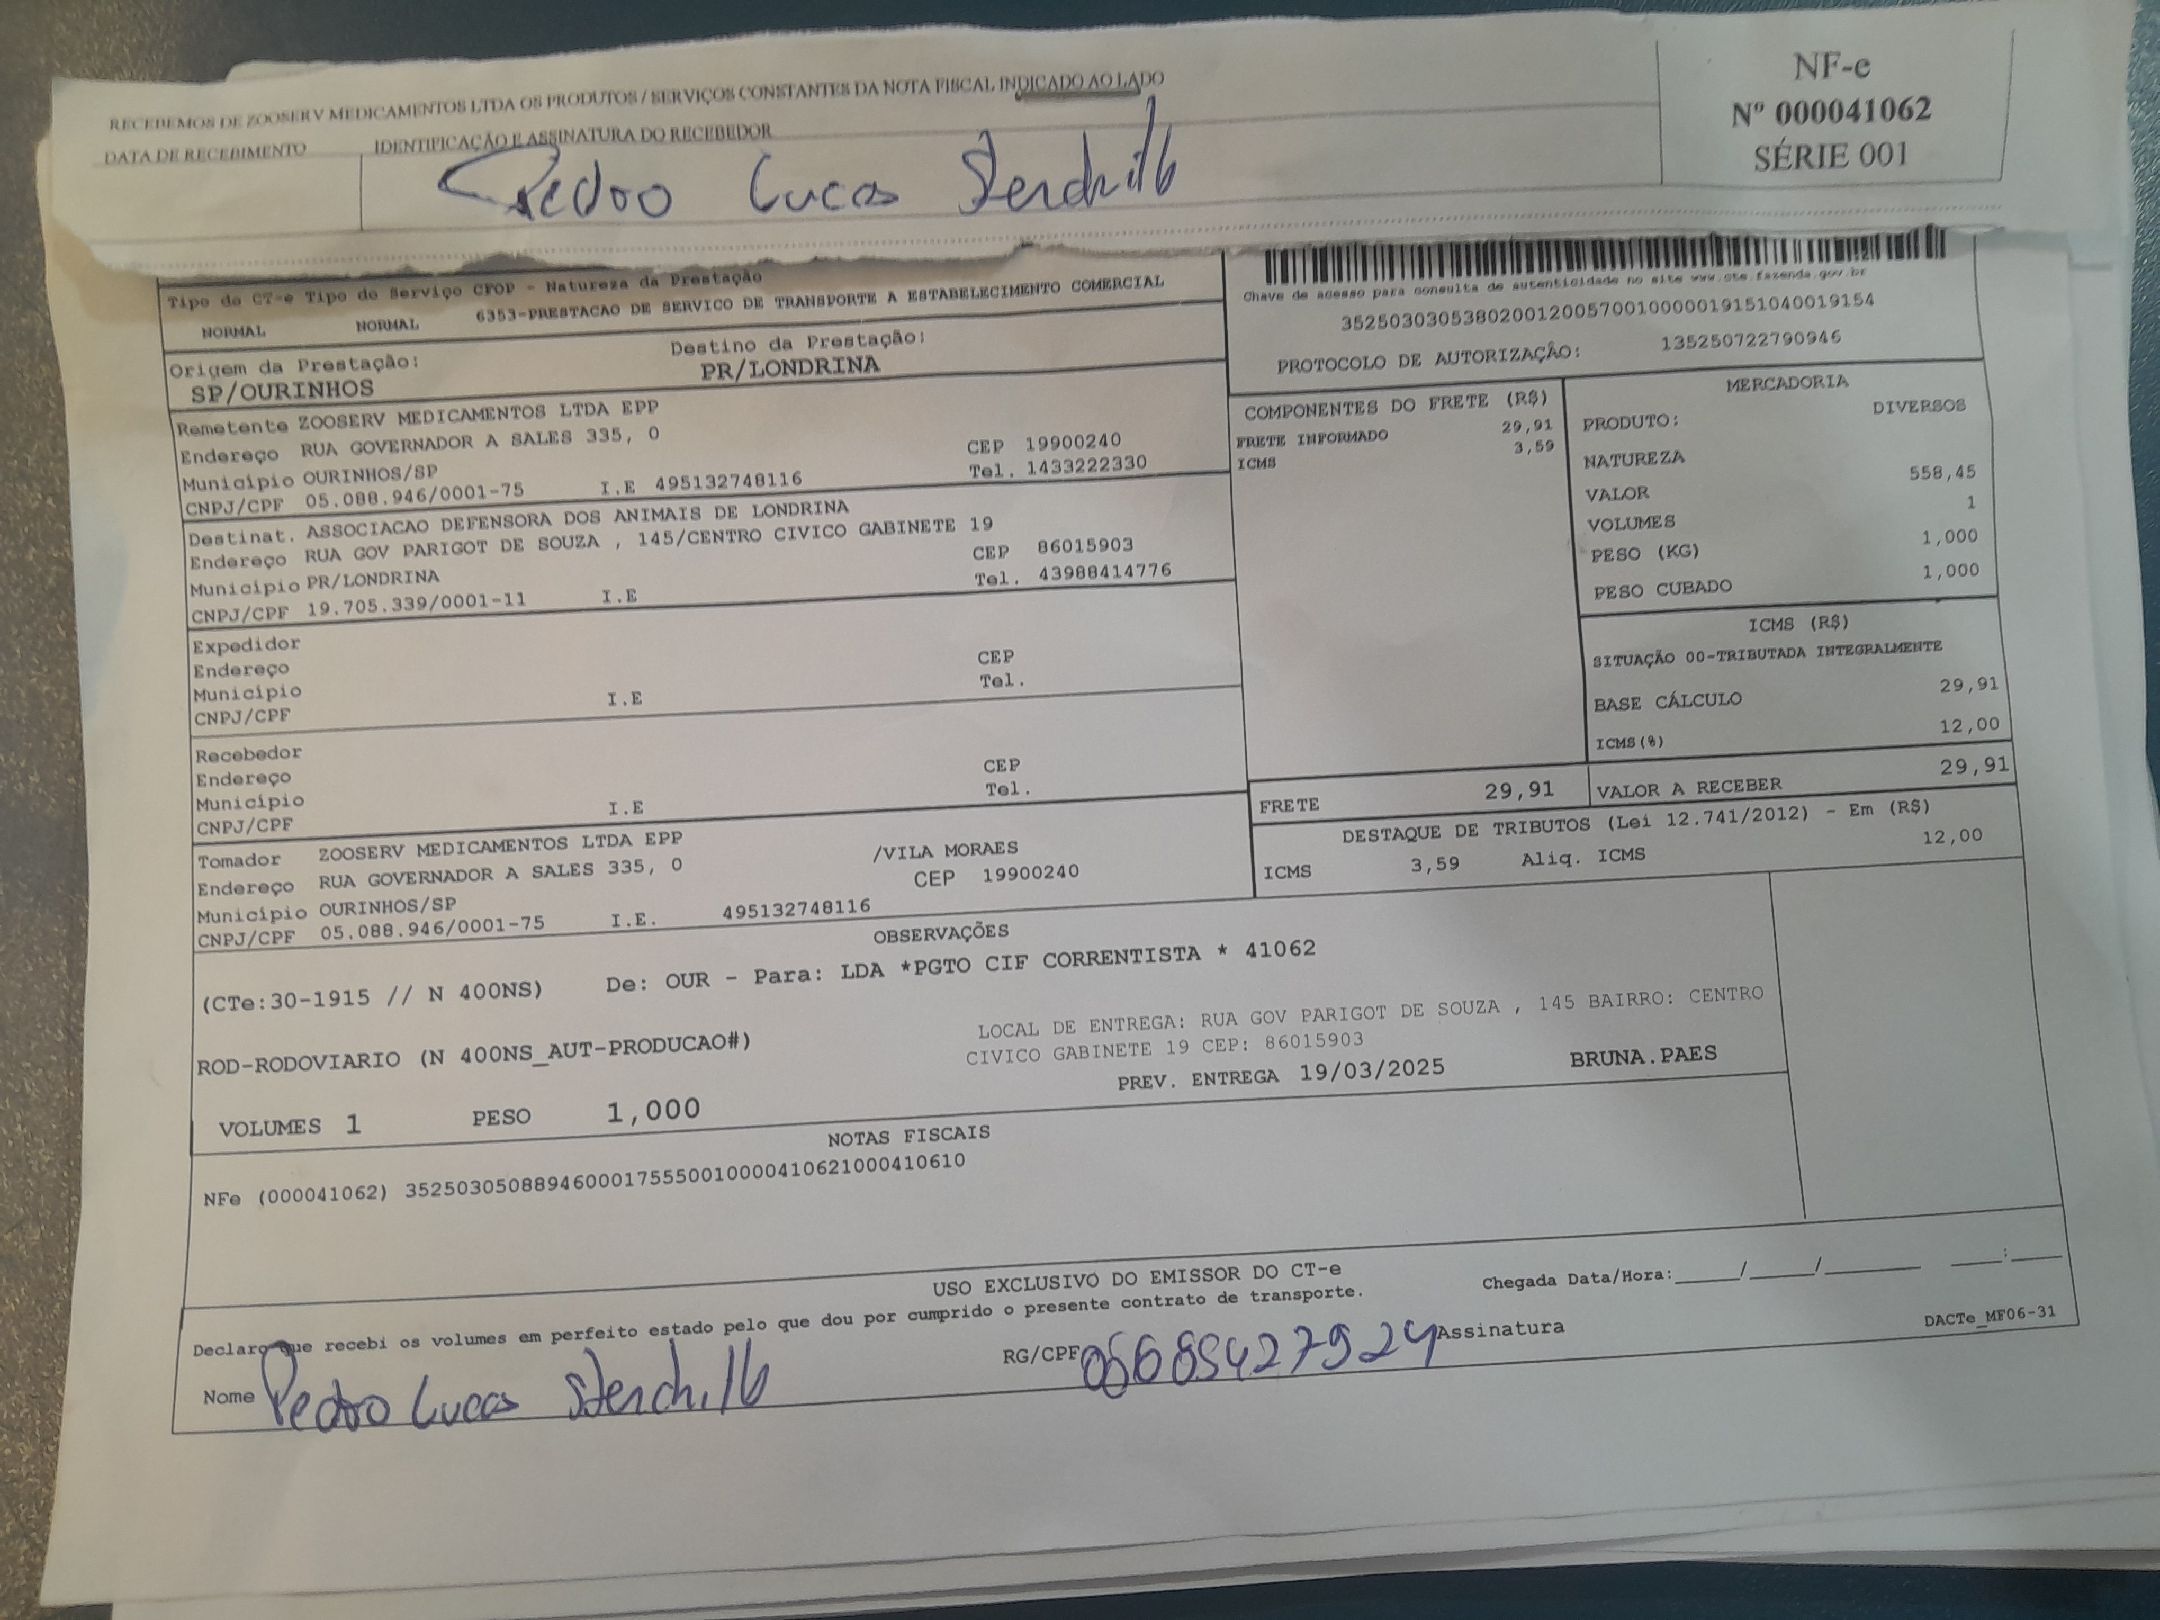 RECEBEMOS DE ZOOSERV MEDICAMENTOS LTDA OS PRODUTOS / SERVIÇOS CONSTANTES DA NOTA FISCAL INDICADO AO LADO
DATA DE RECEBIMENTO IDENTIFICAÇÃO E ASSINATURA DO RECEBEDOR
Pedro Lucas
NF-e
Nº 000041062
SÉRIE 001
Tipo do CT-e Tipo do Serviço CFOP - Natureza da Prestação
NORMAL NORMAL 6353-PRESTACAO DE SERVICO DE TRANSPORTE A ESTABELECIMENTO COMERCIAL
Origem da Prestação: Destino da Prestação:
SP/OURINHOS PR/LONDRINA
Chave de acesso para consulta de autenticidade no site www.cte.fazenda.gov.br
35250303053802001200570010000019151040019154
PROTOCOLO DE AUTORIZAÇÃO: 135250722790946
Remetente ZOOSERV MEDICAMENTOS LTDA EPP
Endereço RUA GOVERNADOR A SALES 335, 0 CEP 19900240
Município OURINHOS/SP Tel. 1433222330
CNPJ/CPF 05.088.946/0001-75 I.E 495132748116
Destinat. ASSOCIACAO DEFENSORA DOS ANIMAIS DE LONDRINA
Endereço RUA GOV PARIGOT DE SOUZA , 145/CENTRO CIVICO GABINETE 19
CEP 86015903
Município PR/LONDRINA Tel. 43988414776
CNPJ/CPF 19.705.339/0001-11 I.E
Expedidor
Endereço CEP
Município Tel.
CNPJ/CPF I.E
Recebedor
Endereço CEP
Município Tel.
CNPJ/CPF I.E
Tomador ZOOSERV MEDICAMENTOS LTDA EPP
Endereço RUA GOVERNADOR A SALES 335, 0 /VILA MORAES
Município OURINHOS/SP CEP 19900240
CNPJ/CPF 05.088.946/0001-75 I.E. 495132748116
COMPONENTES DO FRETE (R$)
FRETE INFORMADO 29,91
ICMS 3,59
MERCADORIA
PRODUTO: DIVERSOS
NATUREZA
VALOR 558,45
VOLUMES 1
PESO (KG) 1,000
PESO CUBADO 1,000
ICMS (R$)
SITUAÇÃO 00-TRIBUTADA INTEGRALMENTE
BASE CÁLCULO 29,91
ICMS(%) 12,00
FRETE 29,91 VALOR A RECEBER 29,91
DESTAQUE DE TRIBUTOS (Lei 12.741/2012) - Em (R$)
ICMS 3,59 Aliq. ICMS 12,00
OBSERVAÇÕES
(CTe:30-1915 // N 400NS) De: OUR - Para: LDA *PGTO CIF CORRENTISTA * 41062
LOCAL DE ENTREGA: RUA GOV PARIGOT DE SOUZA , 145 BAIRRO: CENTRO
CIVICO GABINETE 19 CEP: 86015903
ROD-RODOVIARIO (N 400NS_AUT-PRODUCAO#)
PREV. ENTREGA 19/03/2025 BRUNA.PAES
VOLUMES 1 PESO 1,000
NOTAS FISCAIS
NFe (000041062) 35250305088946000175550010000410621000410610
USO EXCLUSIVO DO EMISSOR DO CT-e
Declaro que recebi os volumes em perfeito estado pelo que dou por cumprido o presente contrato de transporte.
Chegada Data/Hora:____/____/______ ___:___
Nome Pedro Lucas RG/CPF Assinatura
DACTe_MF06-31